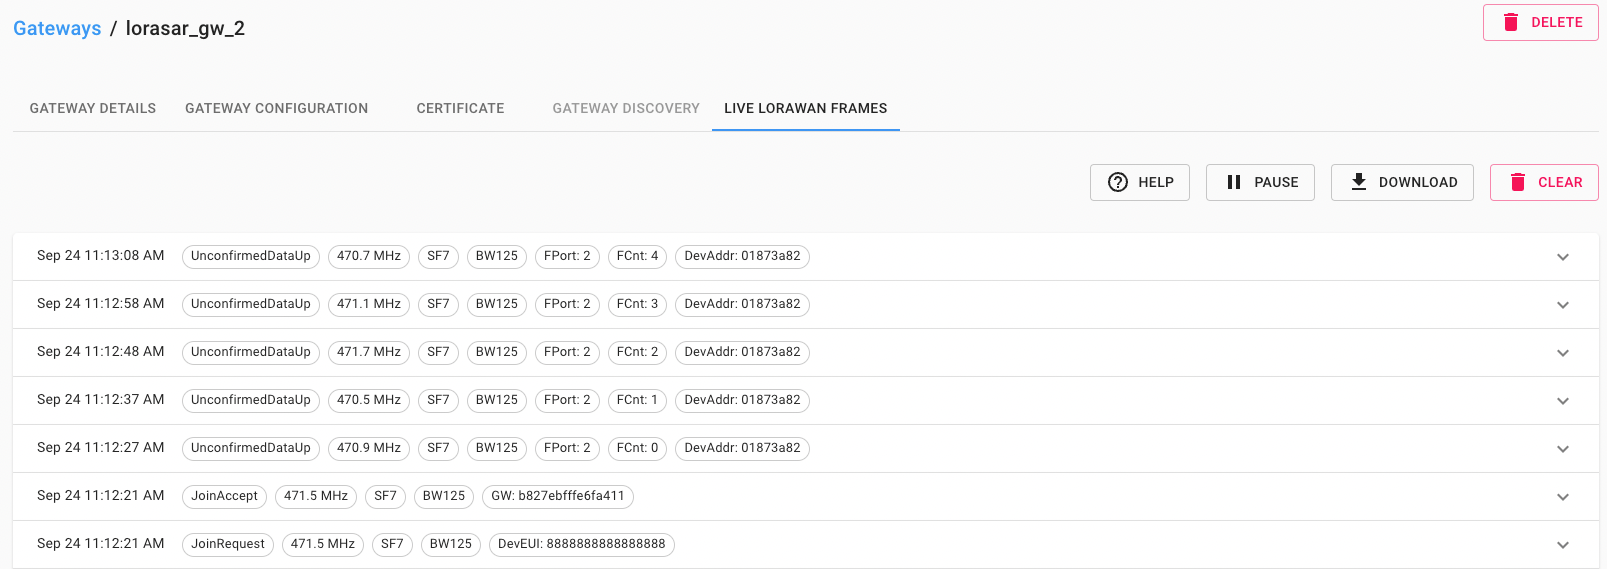 Gateways / lorasar_gw_2
DELETE
GATEWAY DETAILS GATEWAY CONFIGURATION CERTIFICATE GATEWAY DISCOVERY LIVE LORAWAN FRAMES
HELP PAUSE DOWNLOAD CLEAR
Sep 24 11:13:08 AM UnconfirmedDataUp 470.7 MHz SF7 BW125 FPort: 2 FCnt: 4 DevAddr: 01873a82
Sep 24 11:12:58 AM UnconfirmedDataUp 471.1 MHz SF7 BW125 FPort: 2 FCnt: 3 DevAddr: 01873a82
Sep 24 11:12:48 AM UnconfirmedDataUp 471.7 MHz SF7 BW125 FPort: 2 FCnt: 2 DevAddr: 01873a82
Sep 24 11:12:37 AM UnconfirmedDataUp 470.5 MHz SF7 BW125 FPort: 2 FCnt: 1 DevAddr: 01873a82
Sep 24 11:12:27 AM UnconfirmedDataUp 470.9 MHz SF7 BW125 FPort: 2 FCnt: 0 DevAddr: 01873a82
Sep 24 11:12:21 AM JoinAccept 471.5 MHz SF7 BW125 GW: b827ebfffe6fa411
Sep 24 11:12:21 AM JoinRequest 471.5 MHz SF7 BW125 DevEUI: 8888888888888888